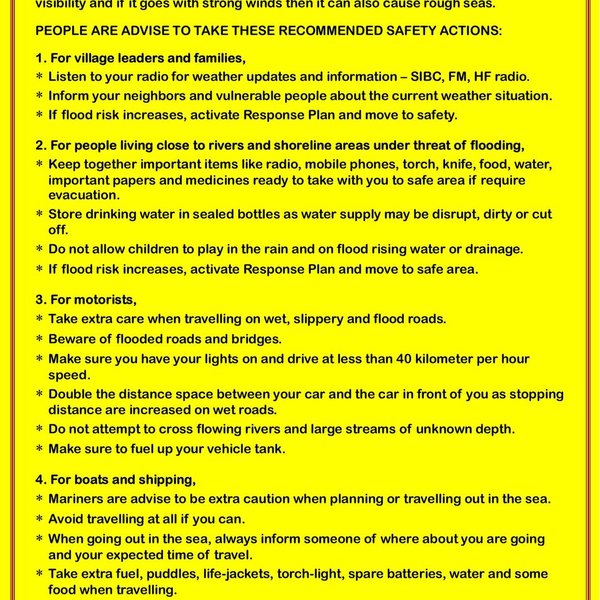 visibility and if it goes with strong winds then it can also cause rough seas.
PEOPLE ARE ADVISE TO TAKE THESE RECOMMENDED SAFETY ACTIONS:
1. For village leaders and families,
* Listen to your radio for weather updates and information – SIBC, FM, HF radio.
* Inform your neighbors and vulnerable people about the current weather situation.
* If flood risk increases, activate Response Plan and move to safety.
2. For people living close to rivers and shoreline areas under threat of flooding,
* Keep together important items like radio, mobile phones, torch, knife, food, water,
important papers and medicines ready to take with you to safe area if require
evacuation.
* Store drinking water in sealed bottles as water supply may be disrupt, dirty or cut
off.
* Do not allow children to play in the rain and on flood rising water or drainage.
* If flood risk increases, activate Response Plan and move to safe area.
3. For motorists,
* Take extra care when travelling on wet, slippery and flood roads.
* Beware of flooded roads and bridges.
* Make sure you have your lights on and drive at less than 40 kilometer per hour
speed.
* Double the distance space between your car and the car in front of you as stopping
distance are increased on wet roads.
* Do not attempt to cross flowing rivers and large streams of unknown depth.
* Make sure to fuel up your vehicle tank.
4. For boats and shipping,
* Mariners are advise to be extra caution when planning or travelling out in the sea.
* Avoid travelling at all if you can.
* When going out in the sea, always inform someone of where about you are going
and your expected time of travel.
* Take extra fuel, puddles, life-jackets, torch-light, spare batteries, water and some
food when travelling.